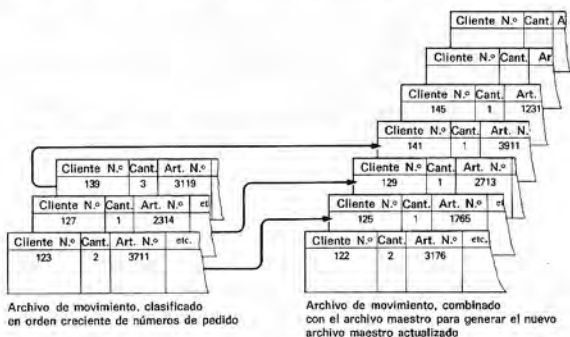 Cliente N.º Cant. A
Cliente N.º Cant. Ar
Cliente N.º Cant. Art.
145 1 1231
Cliente N.º Cant. Art. N.
141 1 3911
Cliente N.º Cant. Art. N.º
129 1 2713
Cliente N.º Cant. Art. N.º et
125 1 1765
Cliente N.º Cant. Art. N.º etc.
122 2 3176
Cliente N.º Cant. Art. N.º
139 3 3119
Cliente N.º Cant. Art. N.º et
127 1 2314
Cliente N.º Cant. Art. N.º etc.
123 2 3711
Archivo de movimiento, clasificado
en orden creciente de números de pedido
Archivo de movimiento, combinado
con el archivo maestro para generar el nuevo
archivo maestro actualizado